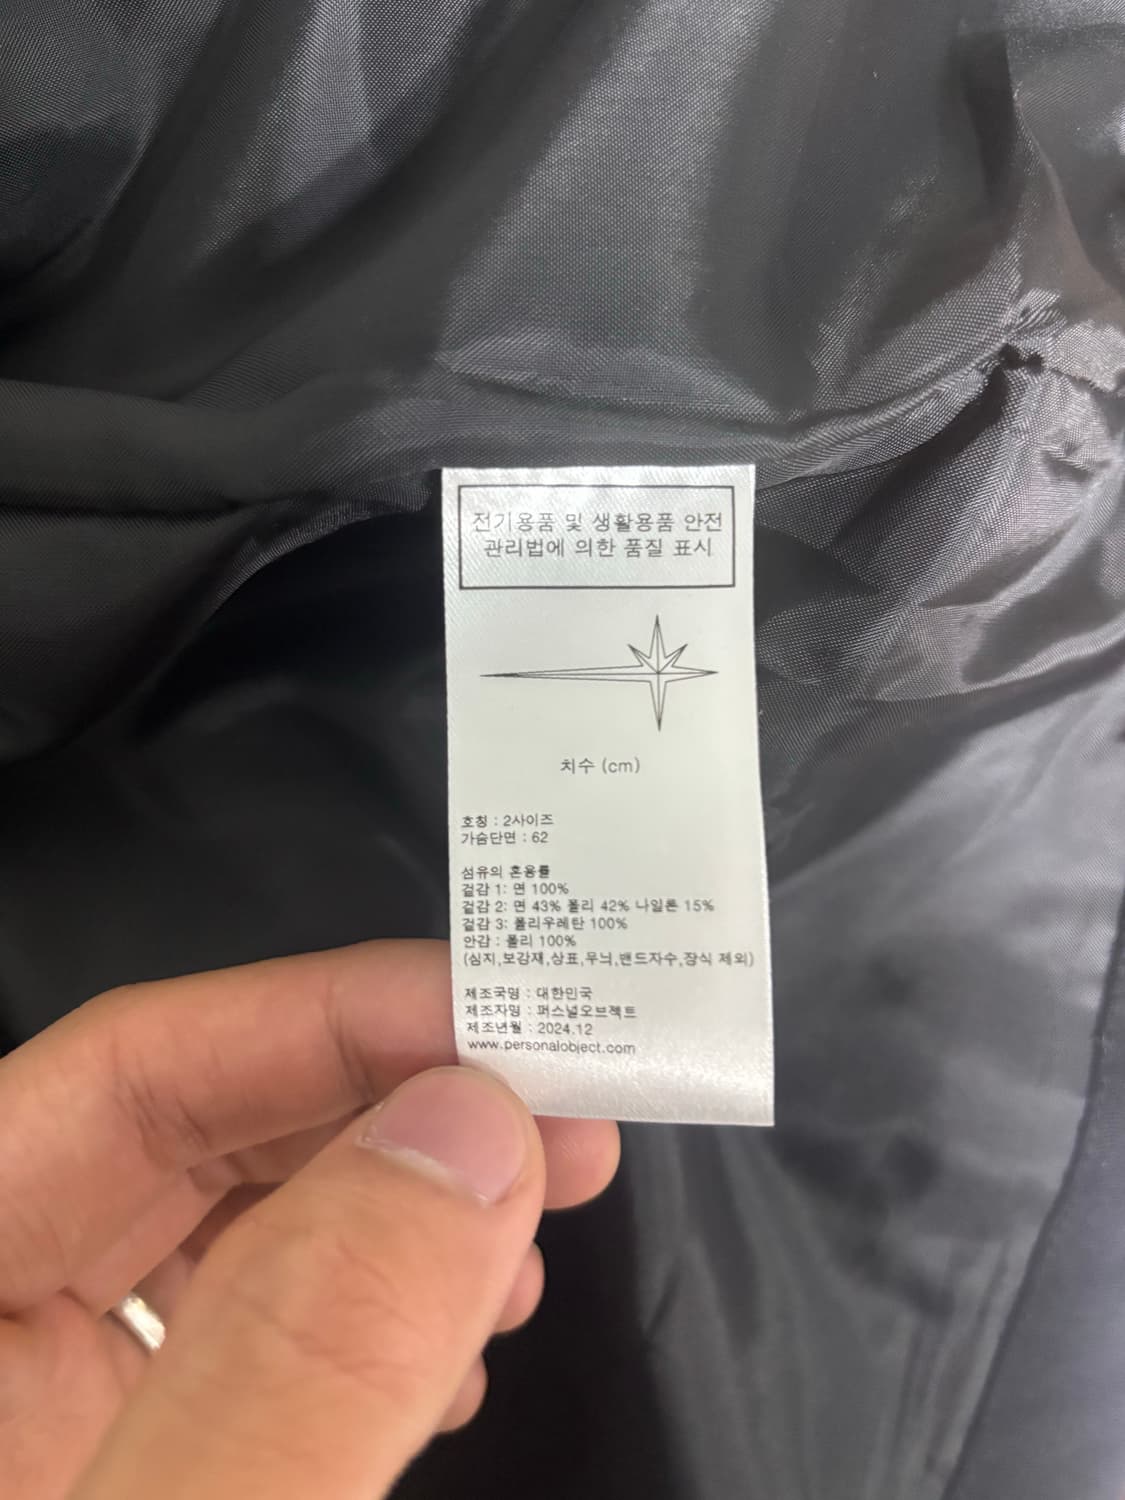 전기용품 및 생활용품 안전
관리법에 의한 품질 표시
치수 (cm)
호칭 : 2사이즈
가슴단면 : 62
섬유의 혼용률
겉감 1: 면 100%
겉감 2: 면 43% 폴리 42% 나일론 15%
겉감 3: 폴리우레탄 100%
안감 : 폴리 100%
(심지,보강재,상표,무늬,밴드자수,장식 제외)
제조국명 : 대한민국
제조자명 : 퍼스널오브젝트
제조년월 : 2024.12
www.personalobject.com